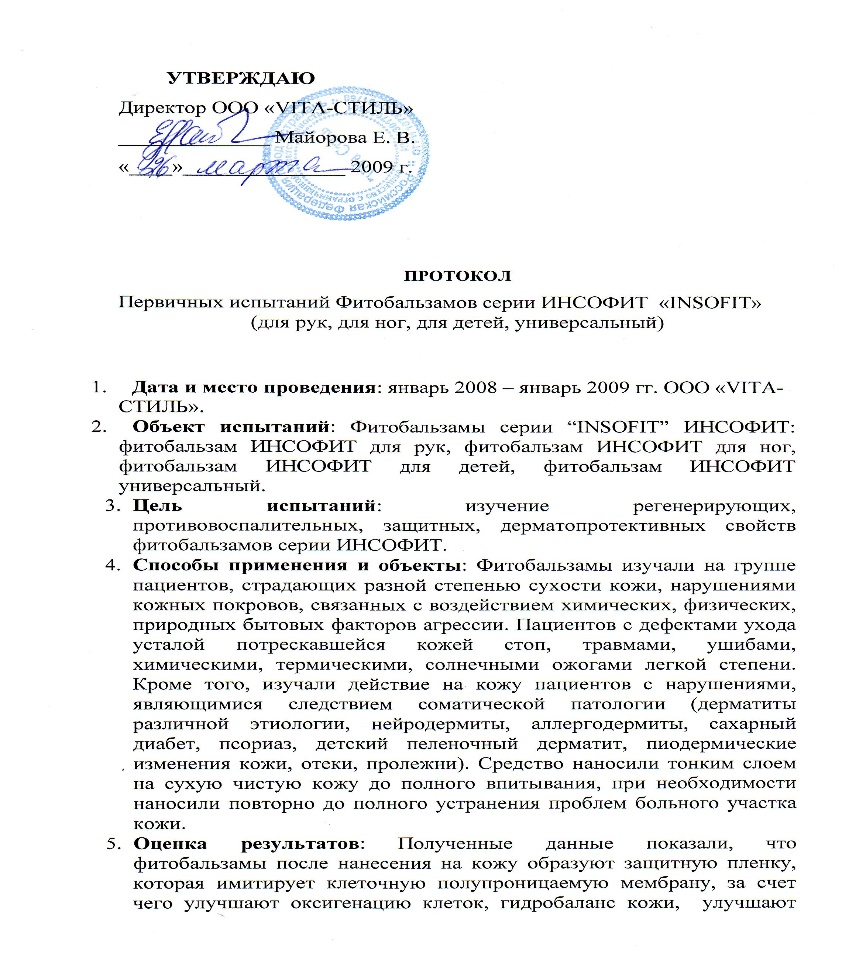 УТВЕРЖДАЮ
Директор ООО «VITA-СТИЛЬ»
Майорова Е. В.
«26» марта 2009 г.
ПРОТОКОЛ
Первичных испытаний Фитобальзамов серии ИНСОФИТ «INSOFIT»
(для рук, для ног, для детей, универсальный)
1. Дата и место проведения: январь 2008 – январь 2009 гг. ООО «VITA-
СТИЛЬ».
2. Объект испытаний: Фитобальзамы серии “INSOFIT” ИНСОФИТ:
фитобальзам ИНСОФИТ для рук, фитобальзам ИНСОФИТ для ног,
фитобальзам ИНСОФИТ для детей, фитобальзам ИНСОФИТ
универсальный.
3. Цель испытаний: изучение регенерирующих,
противовоспалительных, защитных, дерматопротективных свойств
фитобальзамов серии ИНСОФИТ.
4. Способы применения и объекты: Фитобальзамы изучали на группе
пациентов, страдающих разной степенью сухости кожи, нарушениями
кожных покровов, связанных с воздействием химических, физических,
природных бытовых факторов агрессии. Пациентов с дефектами ухода
усталой потрескавшейся кожей стоп, травмами, ушибами,
химическими, термическими, солнечными ожогами легкой степени.
Кроме того, изучали действие на кожу пациентов с нарушениями,
являющимися следствием соматической патологии (дерматиты
различной этиологии, нейродермиты, аллергодермиты, сахарный
диабет, псориаз, детский пеленочный дерматит, пиодермические
изменения кожи, отеки, пролежни). Средство наносили тонким слоем
на сухую чистую кожу до полного впитывания, при необходимости
наносили повторно до полного устранения проблем больного участка
кожи.
5. Оценка результатов: Полученные данные показали, что
фитобальзамы после нанесения на кожу образуют защитную пленку,
которая имитирует клеточную полупроницаемую мембрану, за счет
чего улучшают оксигенацию клеток, гидробаланс кожи, улучшают
Российская Федерация